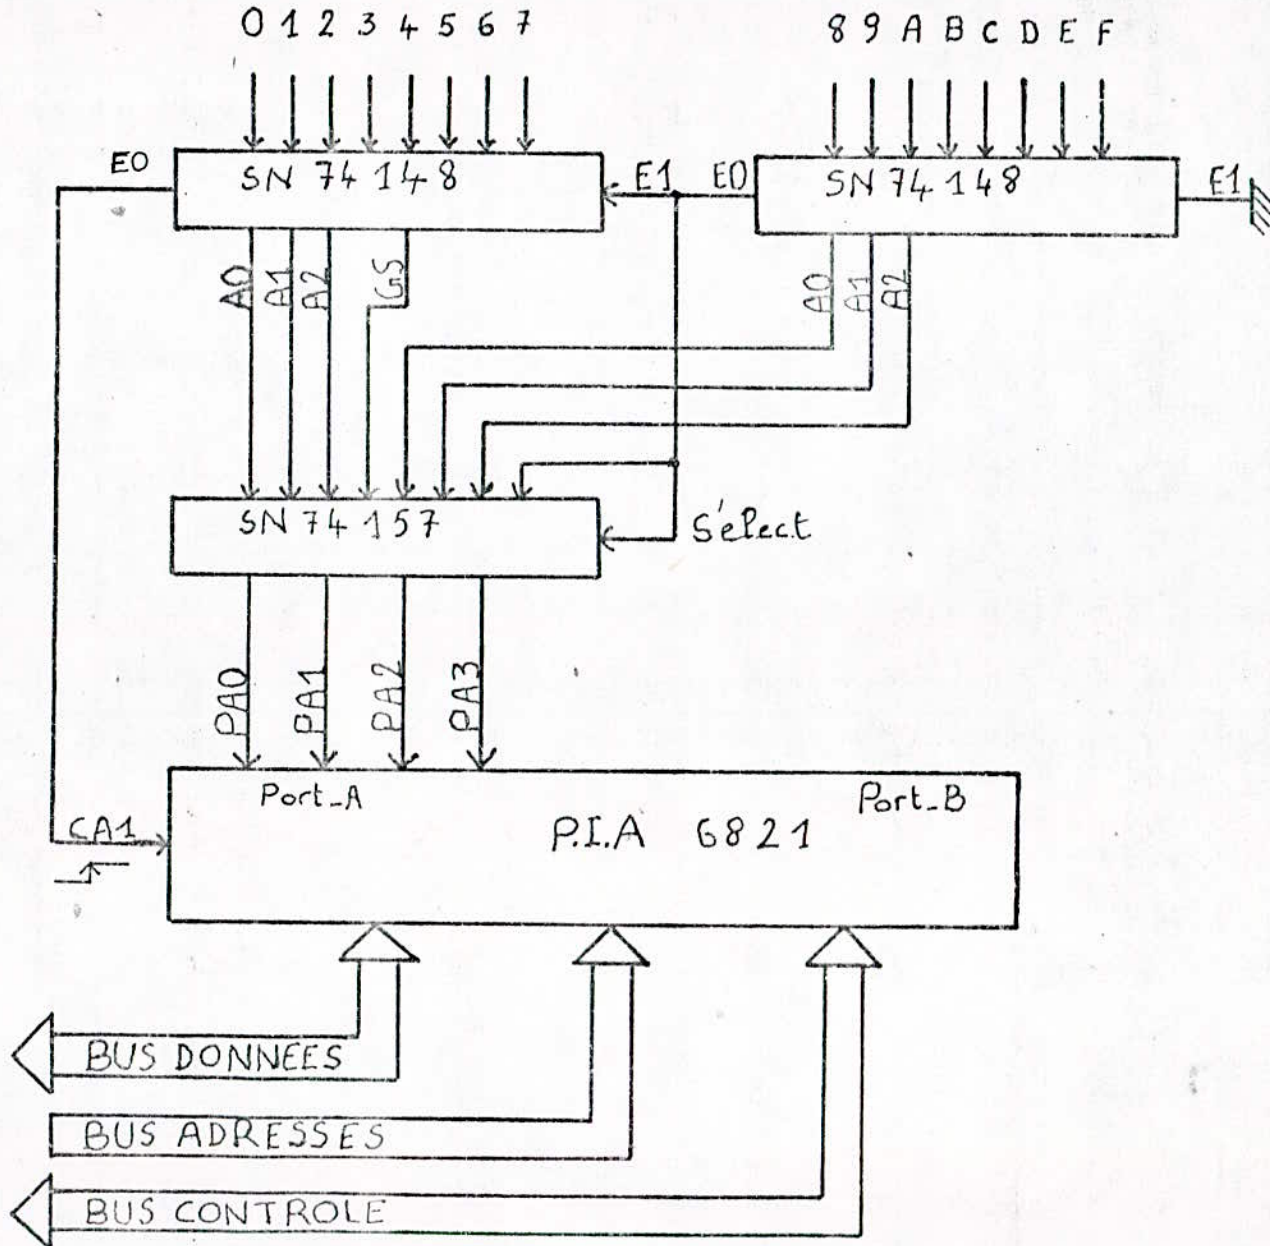 0 1 2 3 4 5 6 7
8 9 A B C D E F
E0
SN 74 148
E1
E0
SN 74 148
E1
A0
A1
A2
GS
A0
A1
A2
SN 74 157
Sélect
PA0
PA1
PA2
PA3
Port_A
Port_B
CA1
P.I.A 6821
BUS DONNEES
BUS ADRESSES
BUS CONTROLE